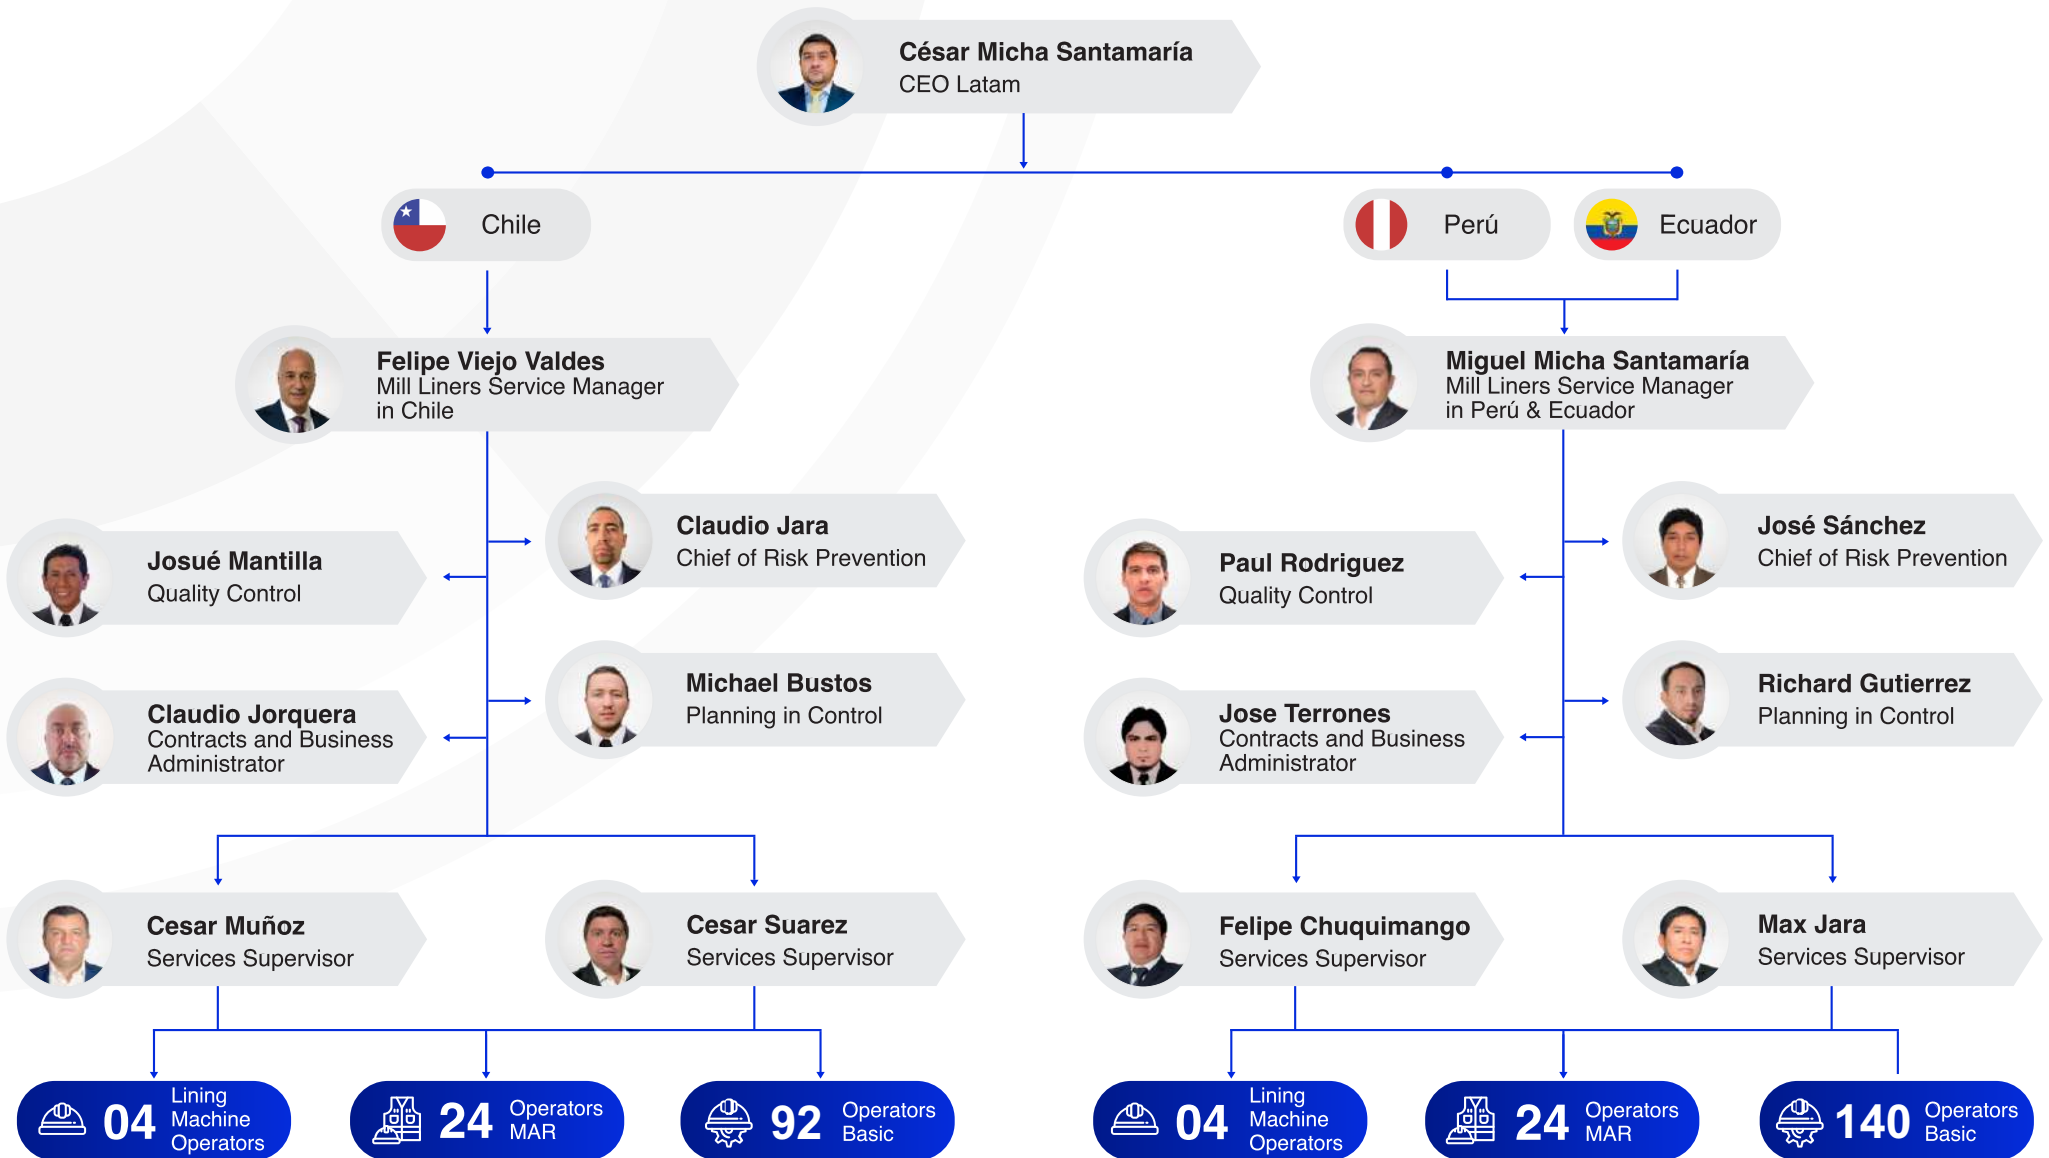 César Micha Santamaría
CEO Latam
Chile
Perú
Ecuador
Felipe Viejo Valdes
Mill Liners Service Manager
in Chile
Miguel Micha Santamaría
Mill Liners Service Manager
in Perú & Ecuador
Claudio Jara
Chief of Risk Prevention
Josué Mantilla
Quality Control
Michael Bustos
Planning in Control
Claudio Jorquera
Contracts and Business
Administrator
José Sánchez
Chief of Risk Prevention
Paul Rodriguez
Quality Control
Richard Gutierrez
Planning in Control
Jose Terrones
Contracts and Business
Administrator
Cesar Muñoz
Services Supervisor
Cesar Suarez
Services Supervisor
Felipe Chuquimango
Services Supervisor
Max Jara
Services Supervisor
04
Lining
Machine
Operators
24
Operators
MAR
92
Operators
Basic
04
Lining
Machine
Operators
24
Operators
MAR
140
Operators
Basic